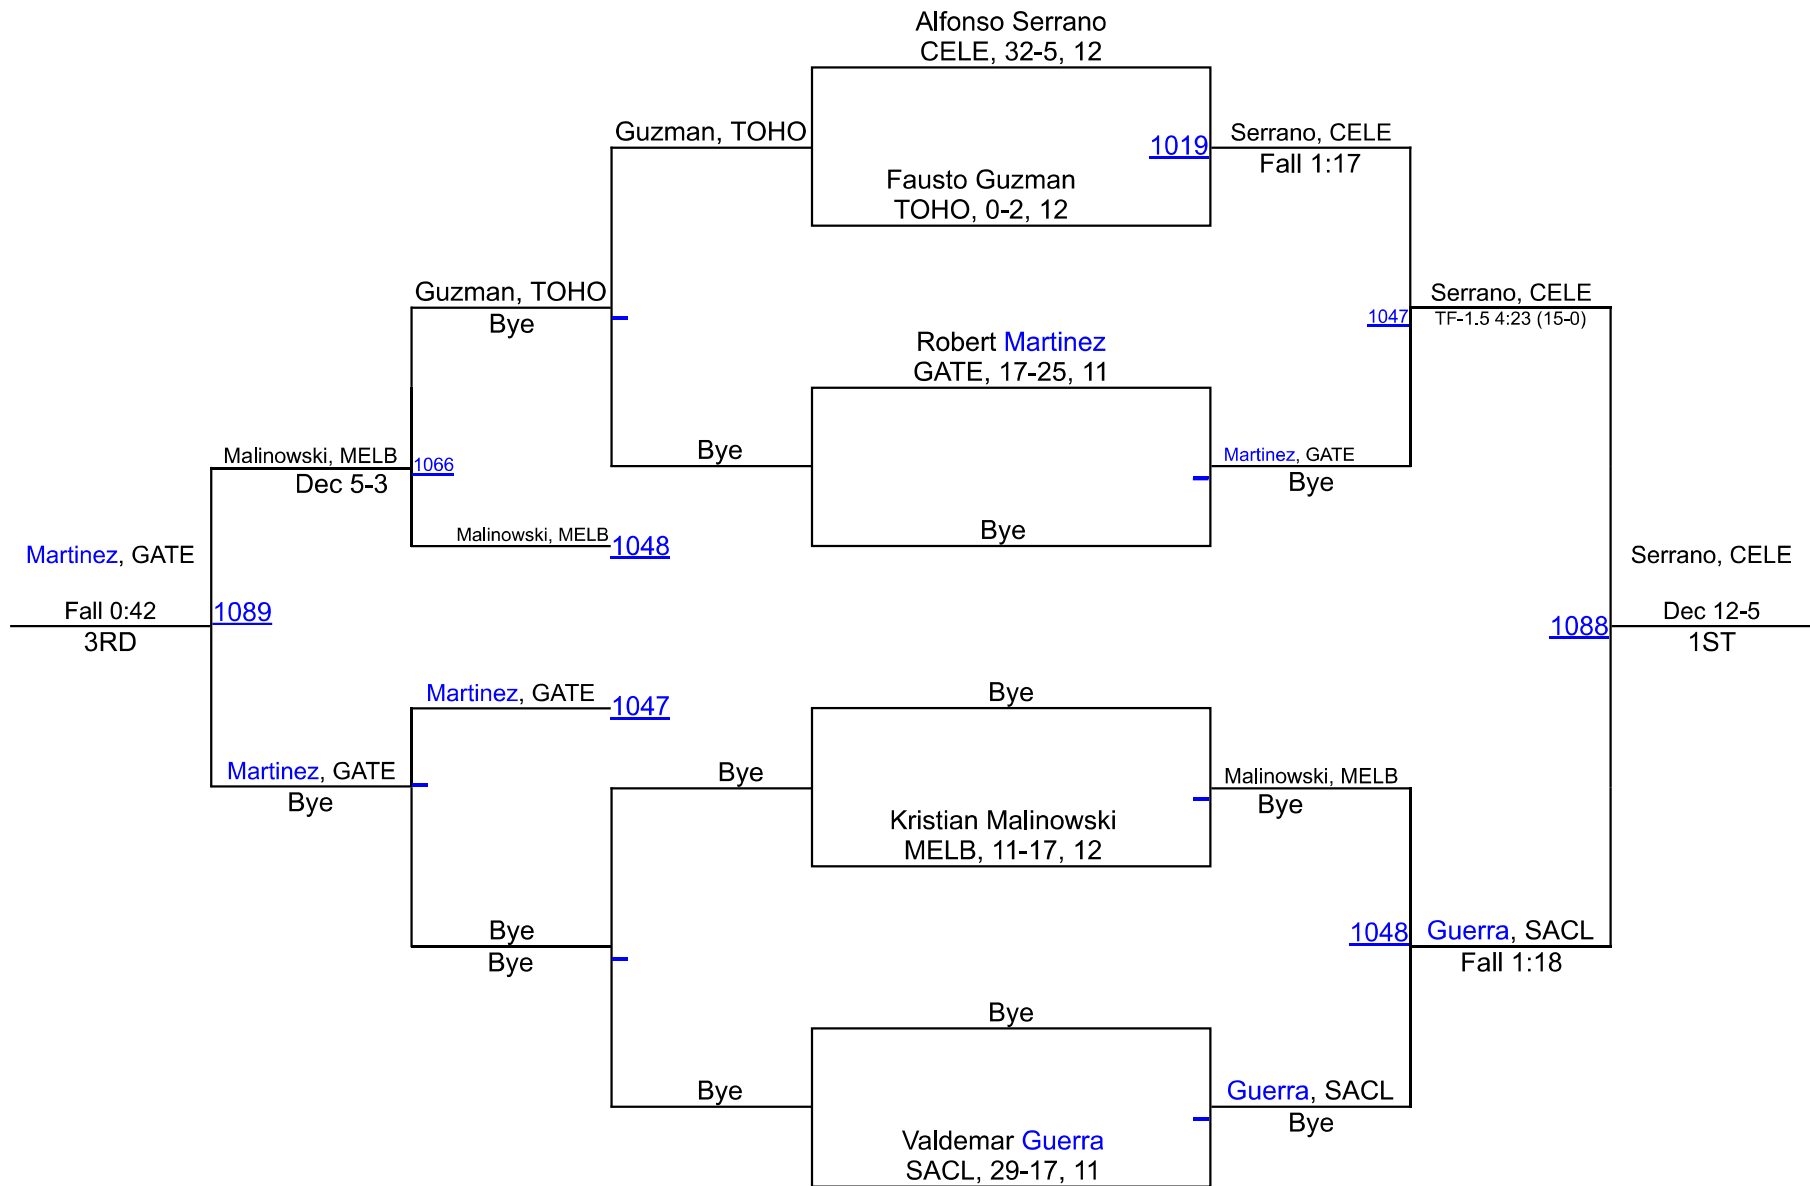 Alfonso Serrano
CELE, 32-5, 12
Guzman, TOHO
1019
Serrano, CELE
Fall 1:17
Fausto Guzman
TOHO, 0-2, 12
Guzman, TOHO
Bye
Serrano, CELE
1047
TF-1.5 4:23 (15-0)
Robert Martinez
GATE, 17-25, 11
Malinowski, MELB
1066
Dec 5-3
Bye
Martinez, GATE
Bye
Malinowski, MELB
1048
Bye
Martinez, GATE
Serrano, CELE
Fall 0:42
1089
3RD
1088
Dec 12-5
1ST
Martinez, GATE
1047
Bye
Martinez, GATE
Bye
Bye
Malinowski, MELB
Bye
Kristian Malinowski
MELB, 11-17, 12
Bye
Bye
1048
Guerra, SACL
Fall 1:18
Bye
Bye
Guerra, SACL
Bye
Valdemar Guerra
SACL, 29-17, 11